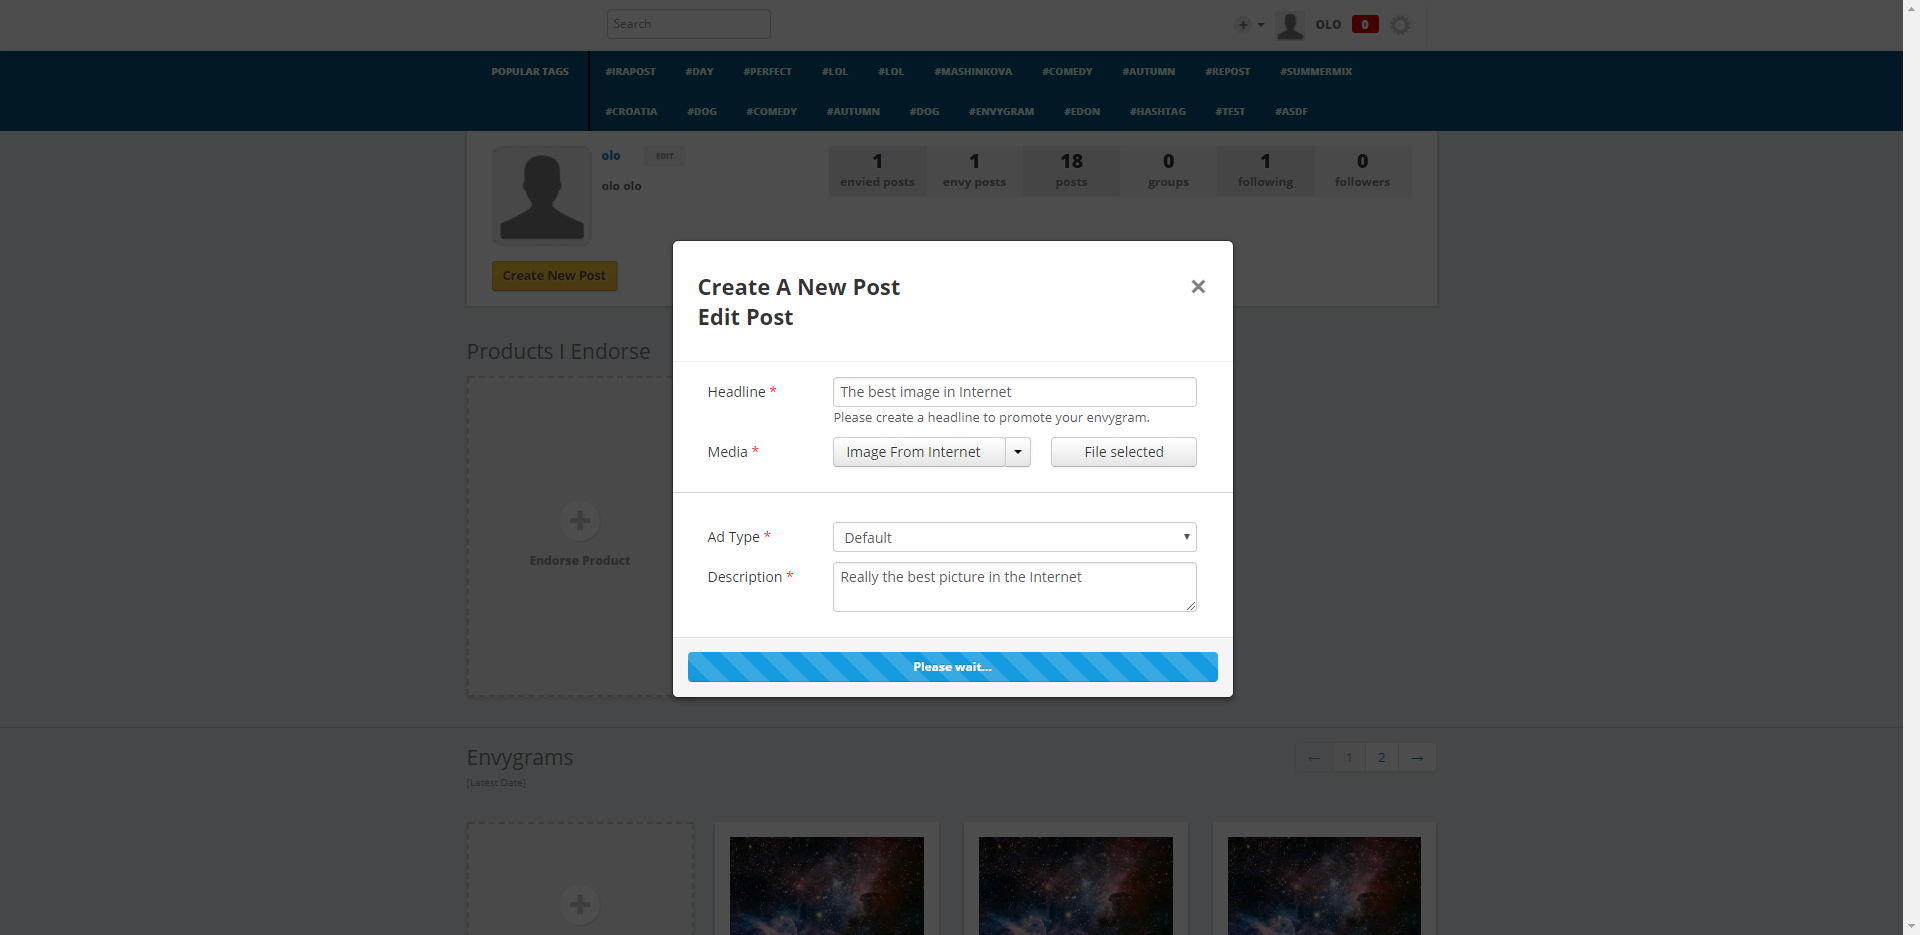 Search
+ OLO 0
POPULAR TAGS #IRAPOST #DAY #PERFECT #LOL #LOL #MASHINKOVA #COMEDY #AUTUMN #REPOST #SUMMERMIX
#CROATIA #DOG #COMEDY #AUTUMN #DOG #ENVYGRAM #EDON #HASHTAG #TEST #ASDF
olo EDIT
olo olo
1 1 18 0 1 0
envied posts envy posts posts groups following followers
Create New Post
Create A New Post
Edit Post
Products I Endorse
Headline * The best image in Internet
Please create a headline to promote your envygram.
Media * Image From Internet File selected
Ad Type * Default
Endorse Product
Description * Really the best picture in the Internet
Please wait...
Envygrams
← 1 2 →
[Latest Date]